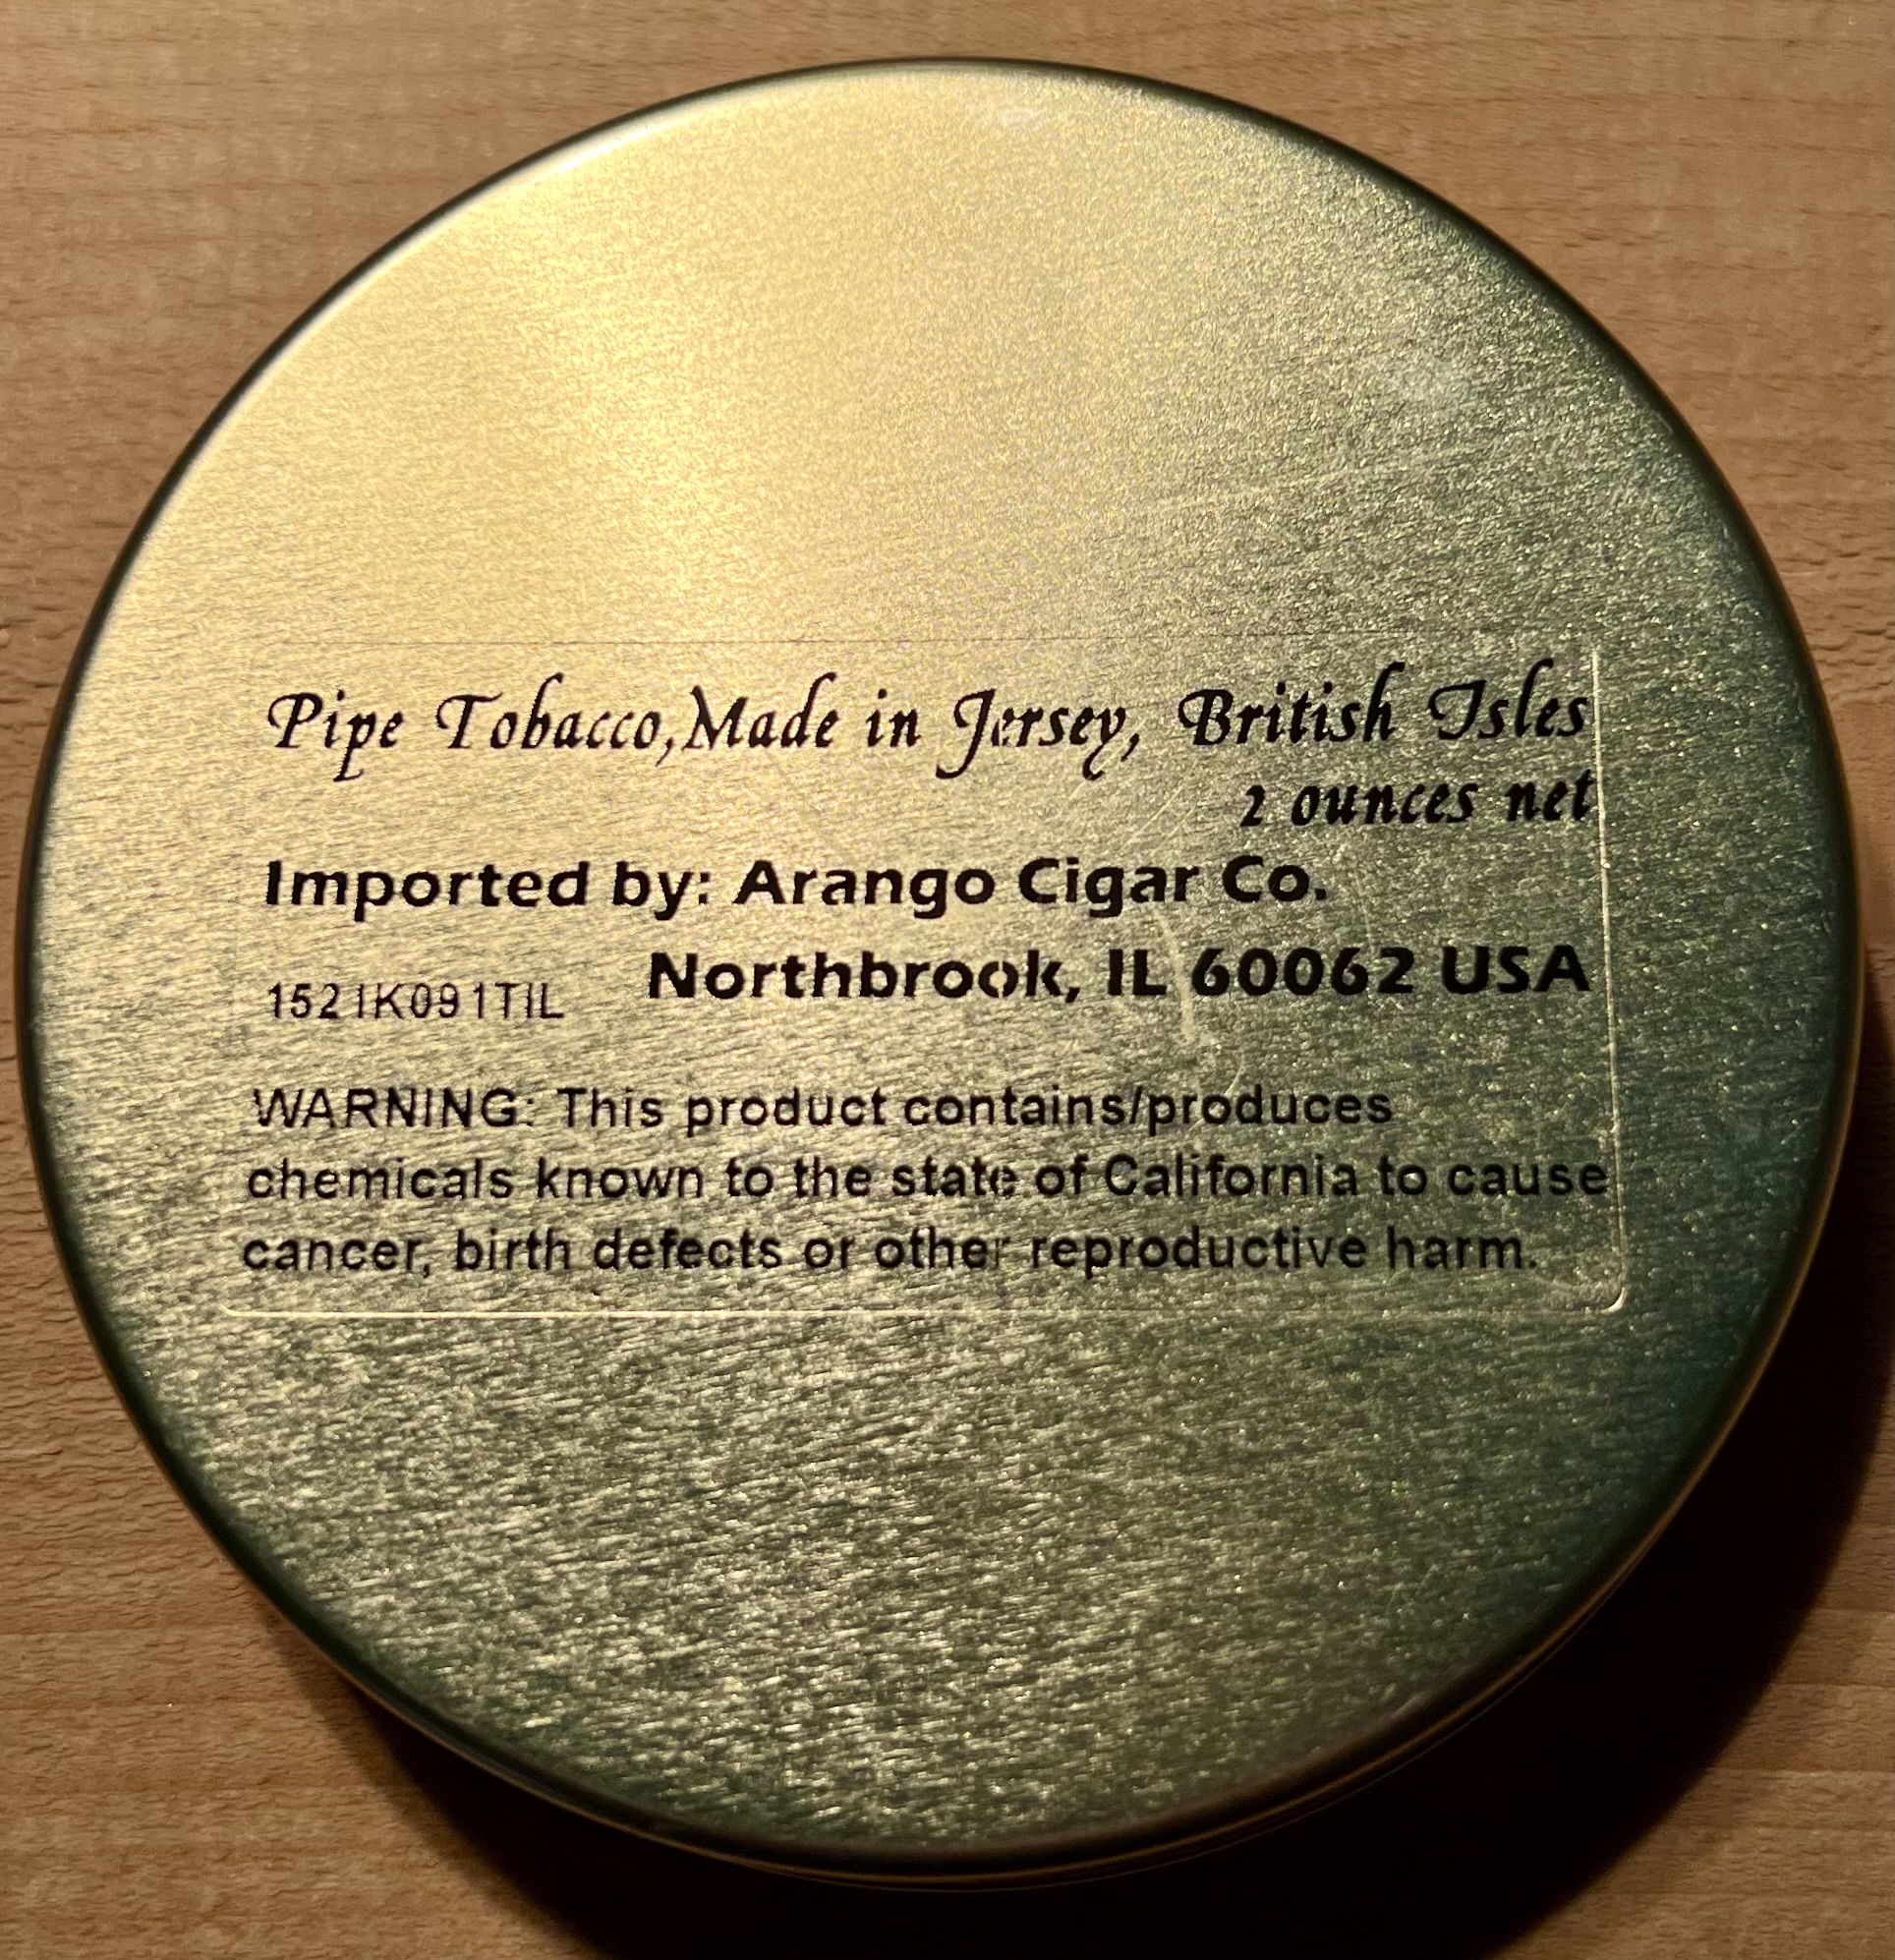 Pipe Tobacco,Made in Jersey, British Isles
2 ounces net
Imported by: Arango Cigar Co.
Northbrook, IL 60062 USA
1521K091TIL
WARNING: This product contains/produces
chemicals known to the state of California to cause
cancer, birth defects or other reproductive harm.